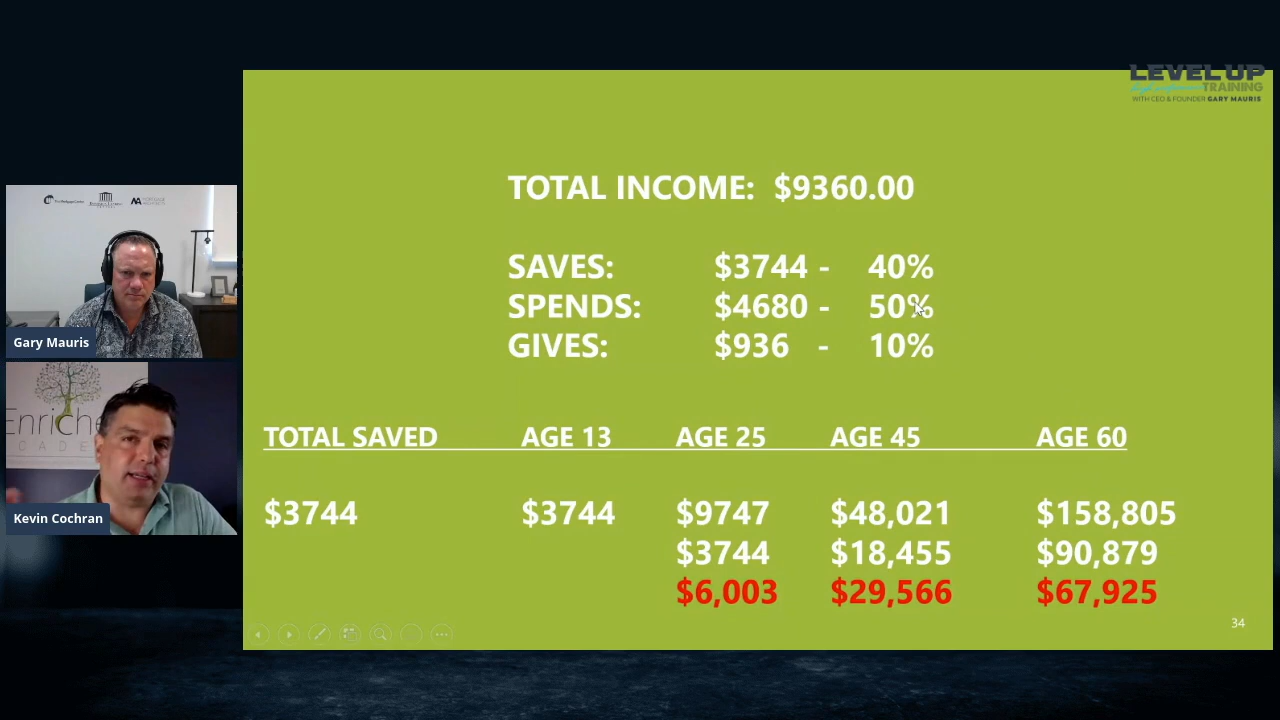 LEVEL UP
TRAINING
WITH CEO & FOUNDER GARY MAURIS
TOTAL INCOME: $9360.00
SAVES: $3744 - 40%
SPENDS: $4680 - 50%
GIVES: $936 - 10%
TOTAL SAVED AGE 13 AGE 25 AGE 45 AGE 60
$3744 $3744 $9747 $48,021 $158,805
$3744 $18,455 $90,879
$6,003 $29,566 $67,925
34
Gary Mauris
Enriche
CADE
Kevin Cochran